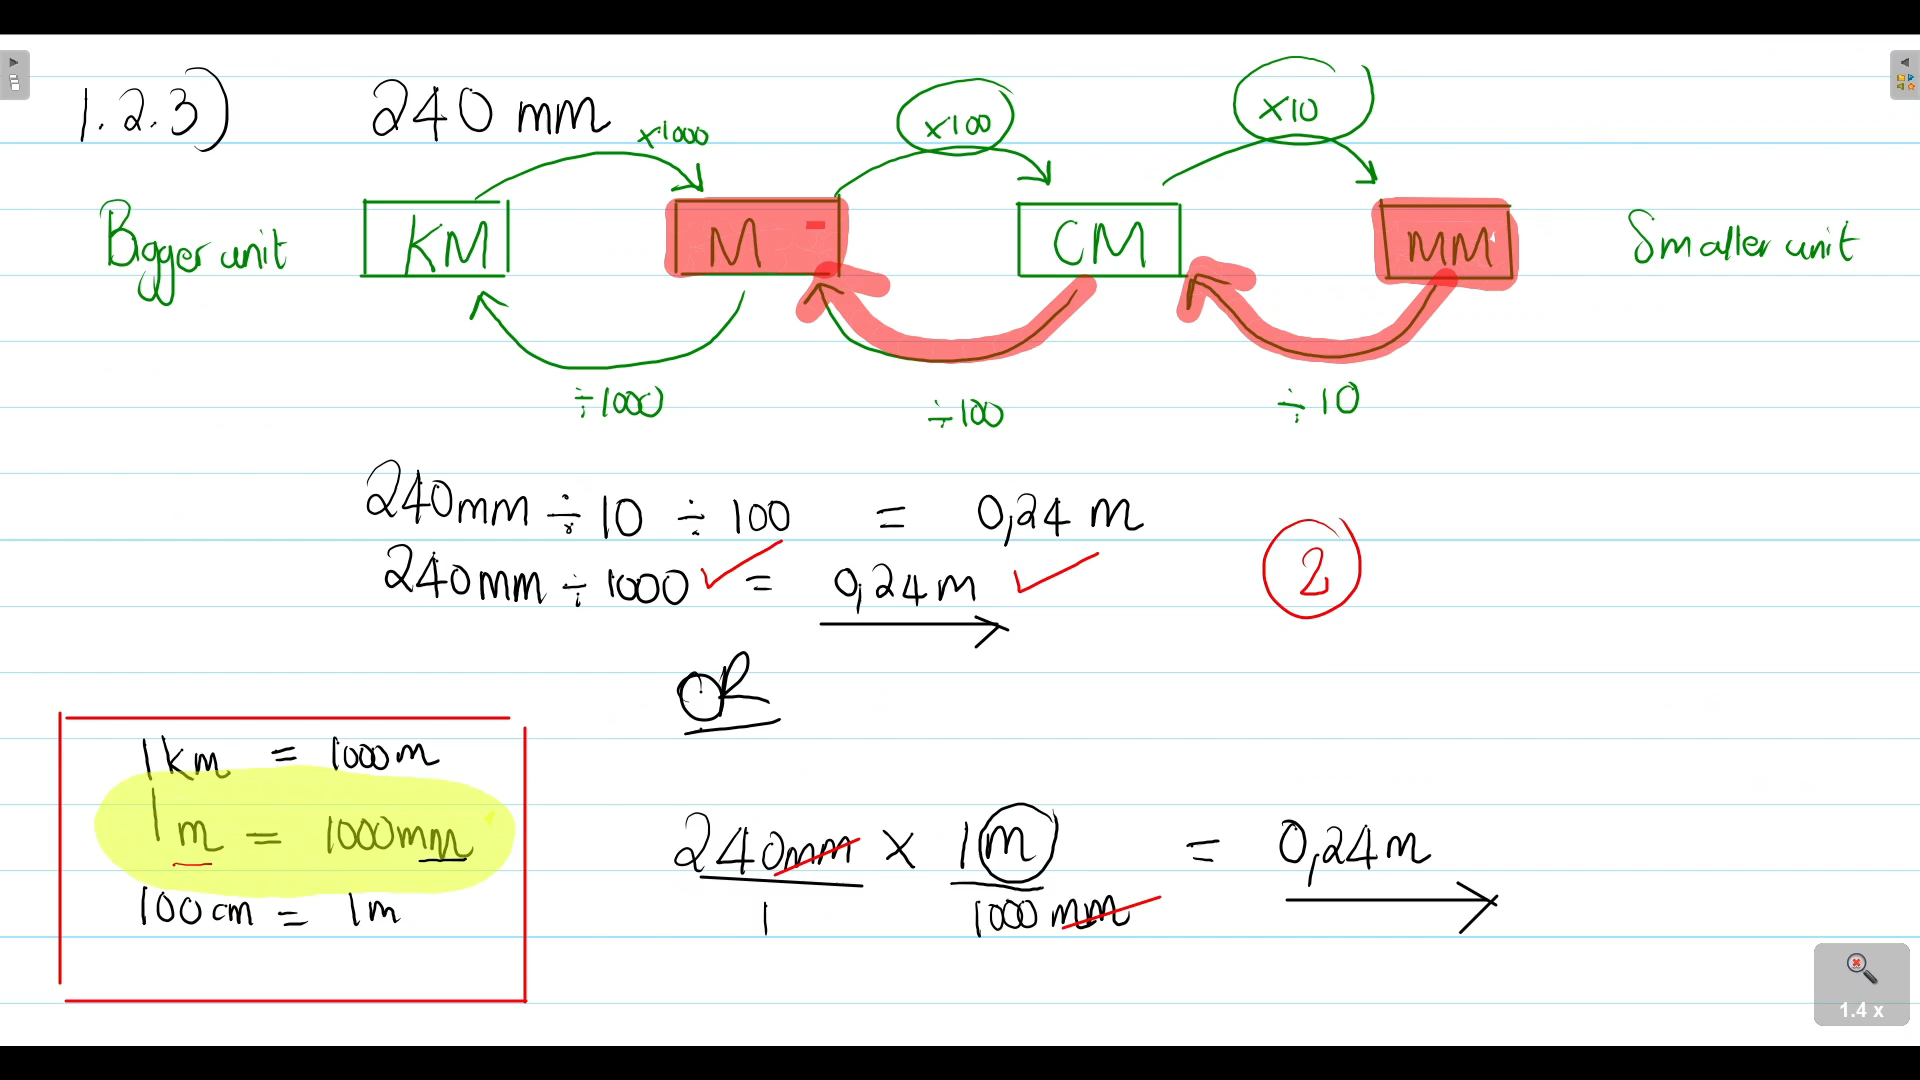 1.2.3) 240 mm
×1000 ×100 ×10
Bigger unit KM M CM MM Smaller unit
÷1000 ÷100 ÷10
240mm ÷ 10 ÷ 100 = 0,24 m
240mm ÷ 1000 = 0,24m
2
OR
1km = 1000m
1m = 1000mm
100cm = 1m
240mm × 1m = 0,24m
1 1000mm
1.4 x